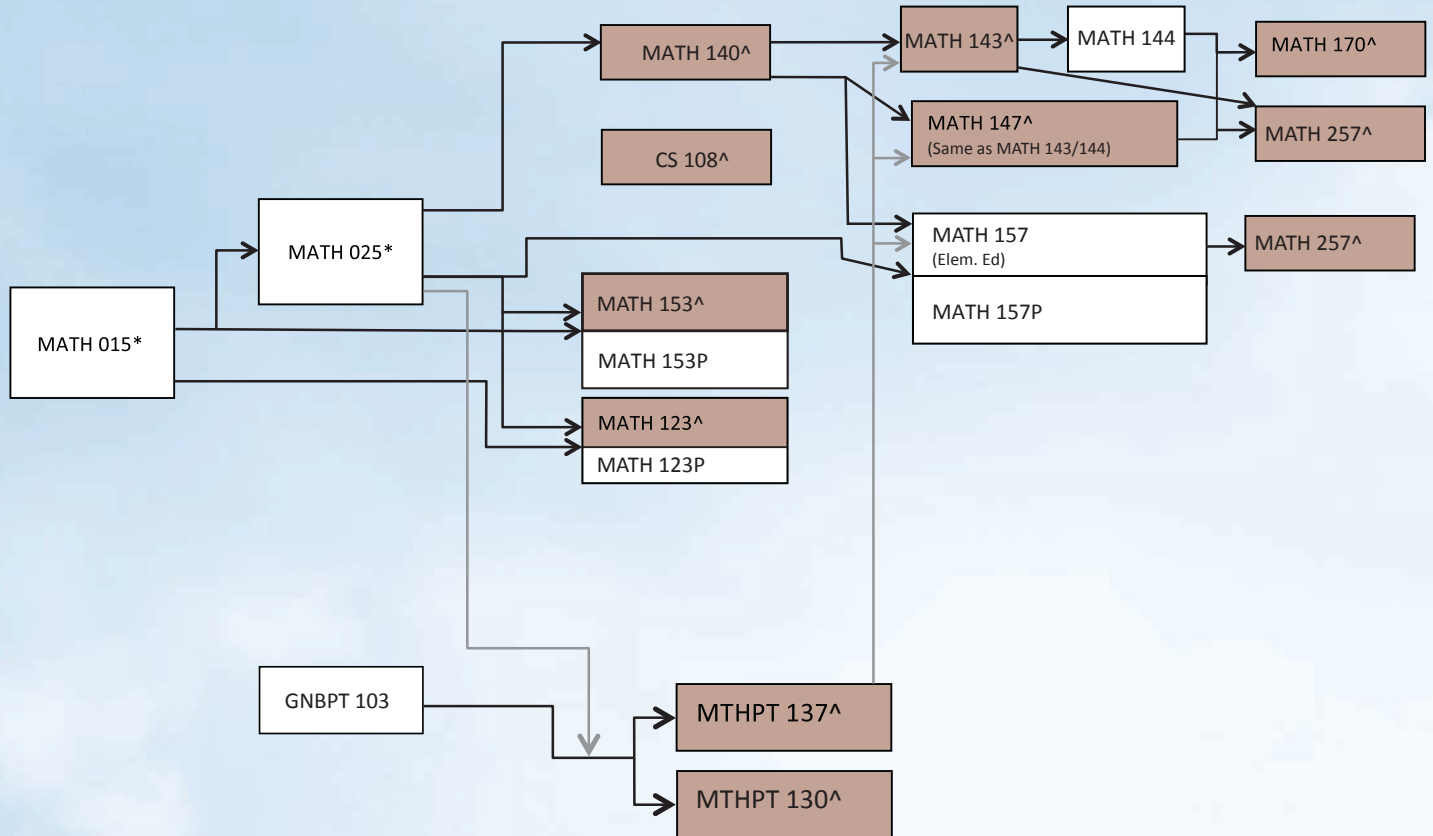 MATH 140^
MATH 143^
MATH 144
MATH 170^
CS 108^
MATH 147^
(Same as MATH 143/144)
MATH 257^
MATH 025*
MATH 157
(Elem. Ed)
MATH 257^
MATH 157P
MATH 015*
MATH 153^
MATH 153P
MATH 123^
MATH 123P
GNBPT 103
MTHPT 137^
MTHPT 130^